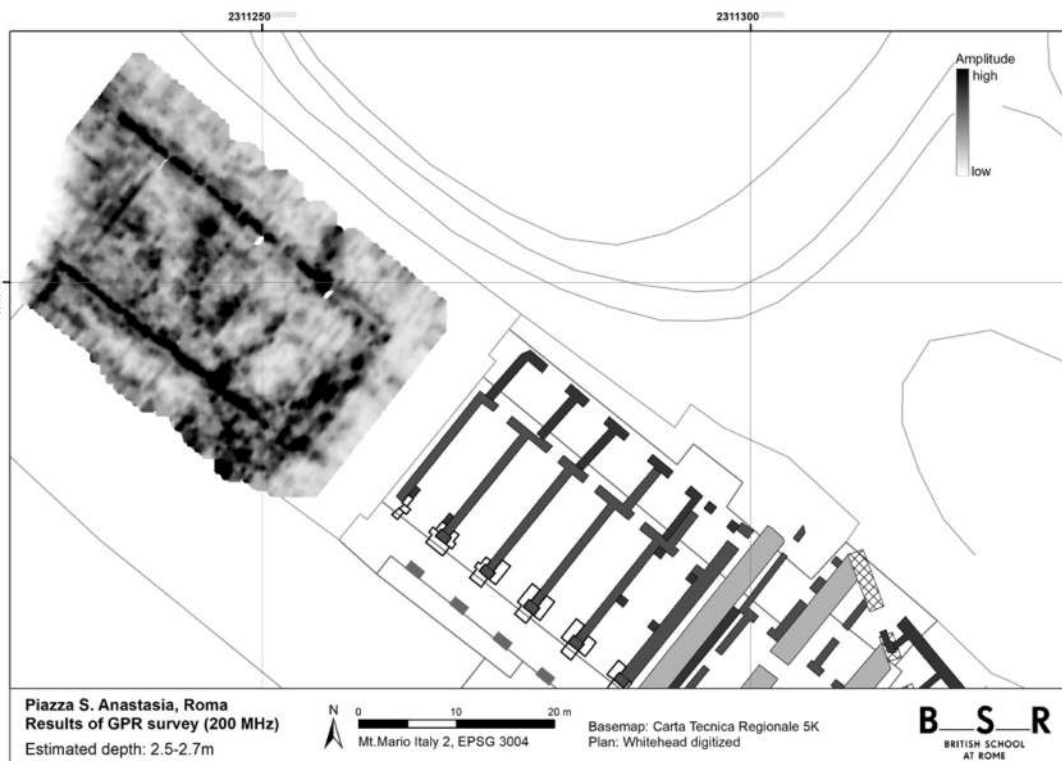 2311250
2311300
Amplitude
high
low
Piazza S. Anastasia, Roma
Results of GPR survey (200 MHz)
Estimated depth: 2.5-2.7m
N
0 10 20 m
Mt.Mario Italy 2, EPSG 3004
Basemap: Carta Tecnica Regionale 5K
Plan: Whitehead digitized
B__S__R
BRITISH SCHOOL
AT ROME